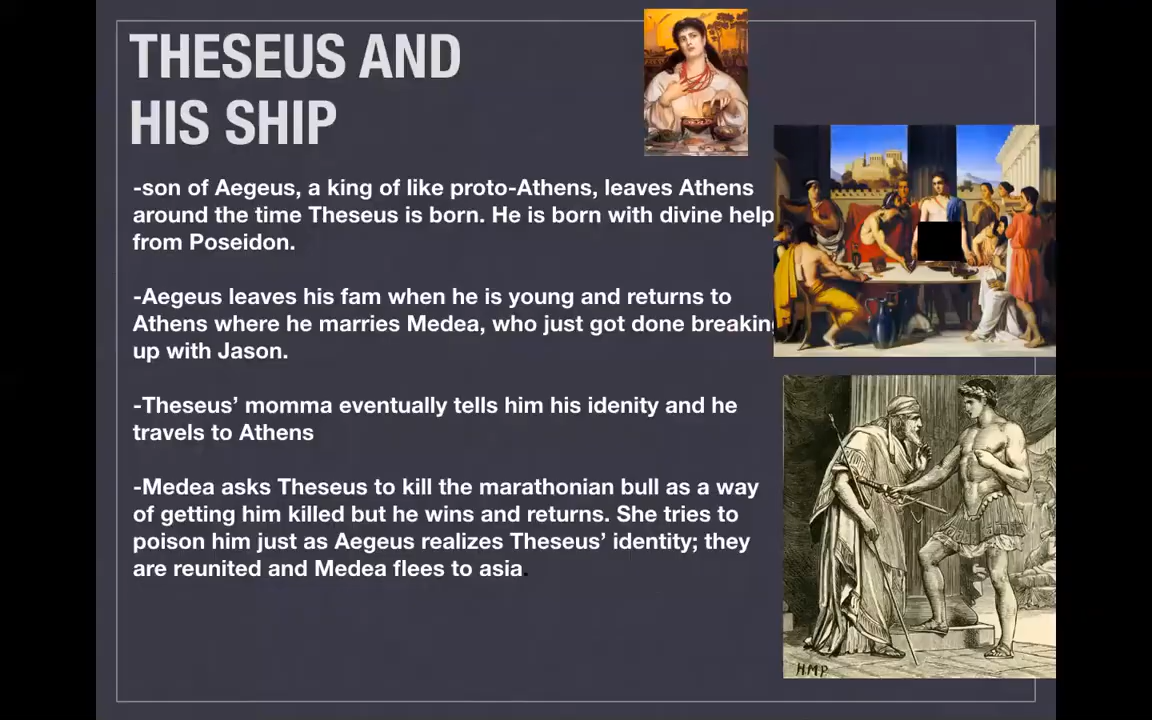 THESEUS AND
HIS SHIP
-son of Aegeus, a king of like proto-Athens, leaves Athens
around the time Theseus is born. He is born with divine help
from Poseidon.
-Aegeus leaves his fam when he is young and returns to
Athens where he marries Medea, who just got done breaking
up with Jason.
-Theseus’ momma eventually tells him his idenity and he
travels to Athens
-Medea asks Theseus to kill the marathonian bull as a way
of getting him killed but he wins and returns. She tries to
poison him just as Aegeus realizes Theseus’ identity; they
are reunited and Medea flees to asia.
HMP